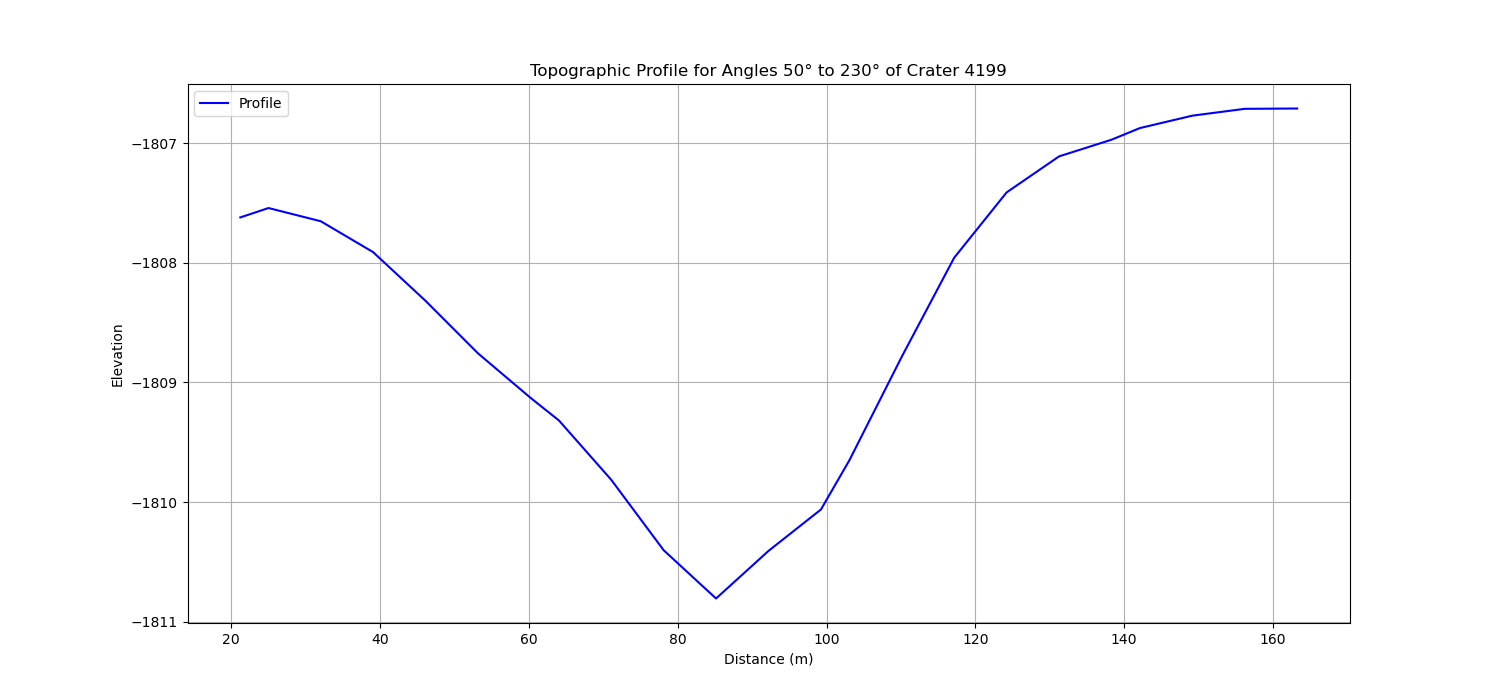 Topographic Profile for Angles 50° to 230° of Crater 4199
Profile
−1807
−1808
−1809
−1810
−1811
Elevation
20 40 60 80 100 120 140 160
Distance (m)